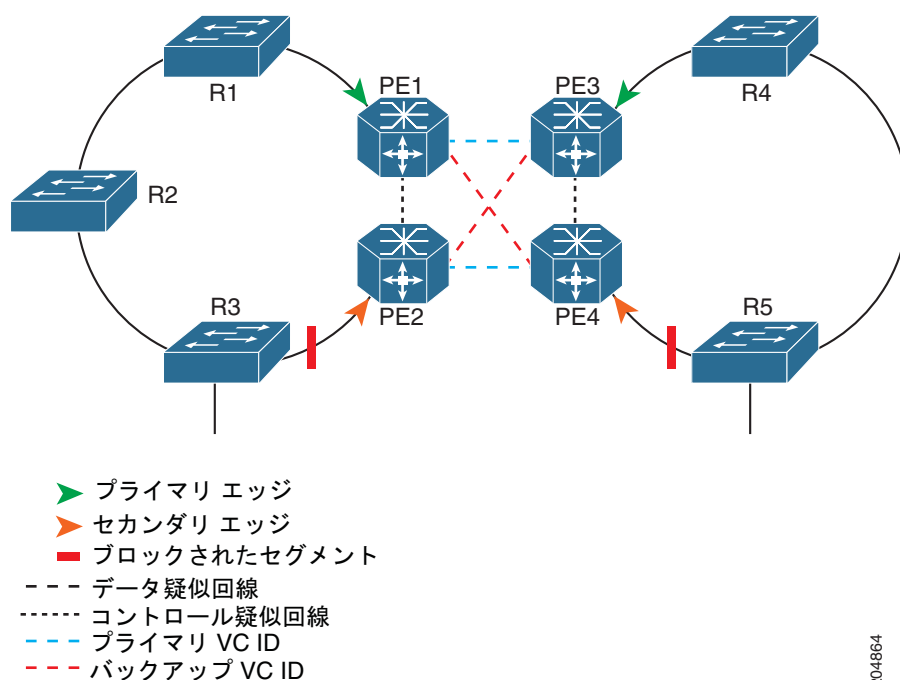 R1
PE1
PE3
R4
R2
R3
PE2
PE4
R5
プライマリ エッジ
セカンダリ エッジ
ブロックされたセグメント
データ疑似回線
コントロール疑似回線
プライマリ VC ID
バックアップ VC ID
204864